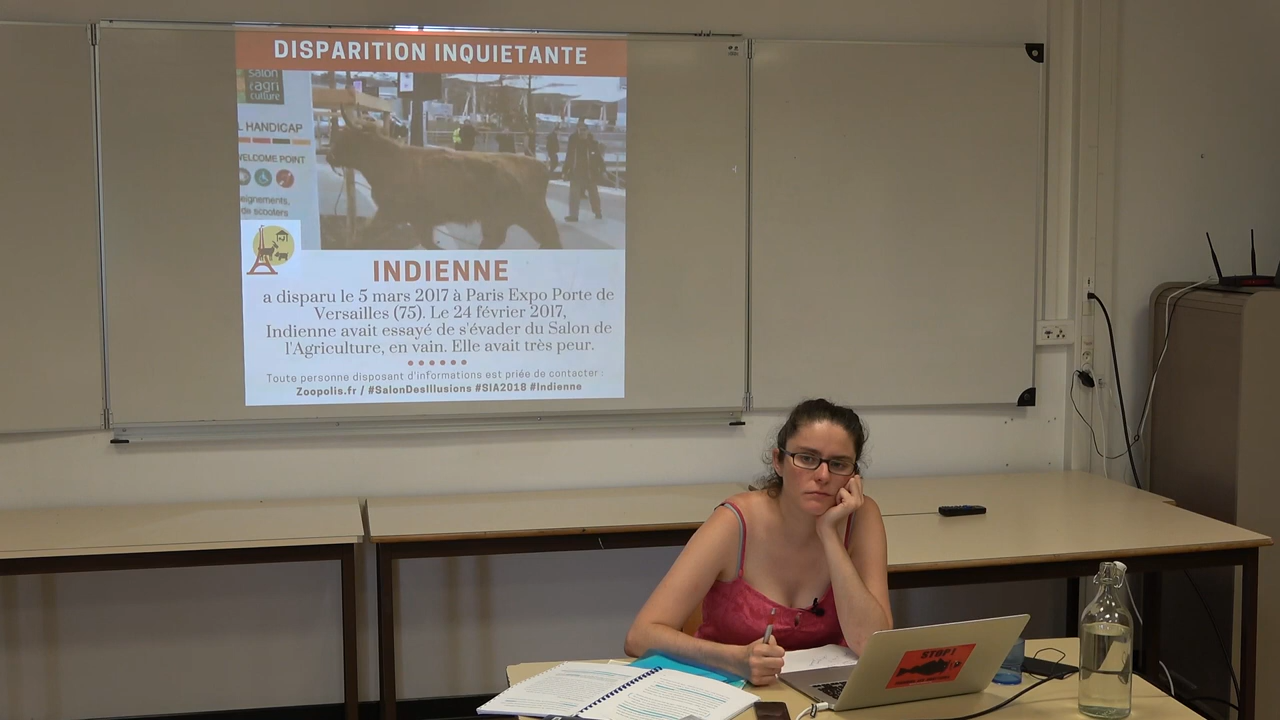 DISPARITION INQUIETANTE
salon
agri
culture
L HANDICAP
WELCOME POINT
eignements,
de scooters
INDIENNE
a disparu le 5 mars 2017 à Paris Expo Porte de
Versailles (75). Le 24 février 2017,
Indienne avait essayé de s'évader du Salon de
l'Agriculture, en vain. Elle avait très peur.
Toute personne disposant d'informations est priée de contacter :
Zoopolis.fr / #SalonDesIllusions #SIA2018 #Indienne
STOP!